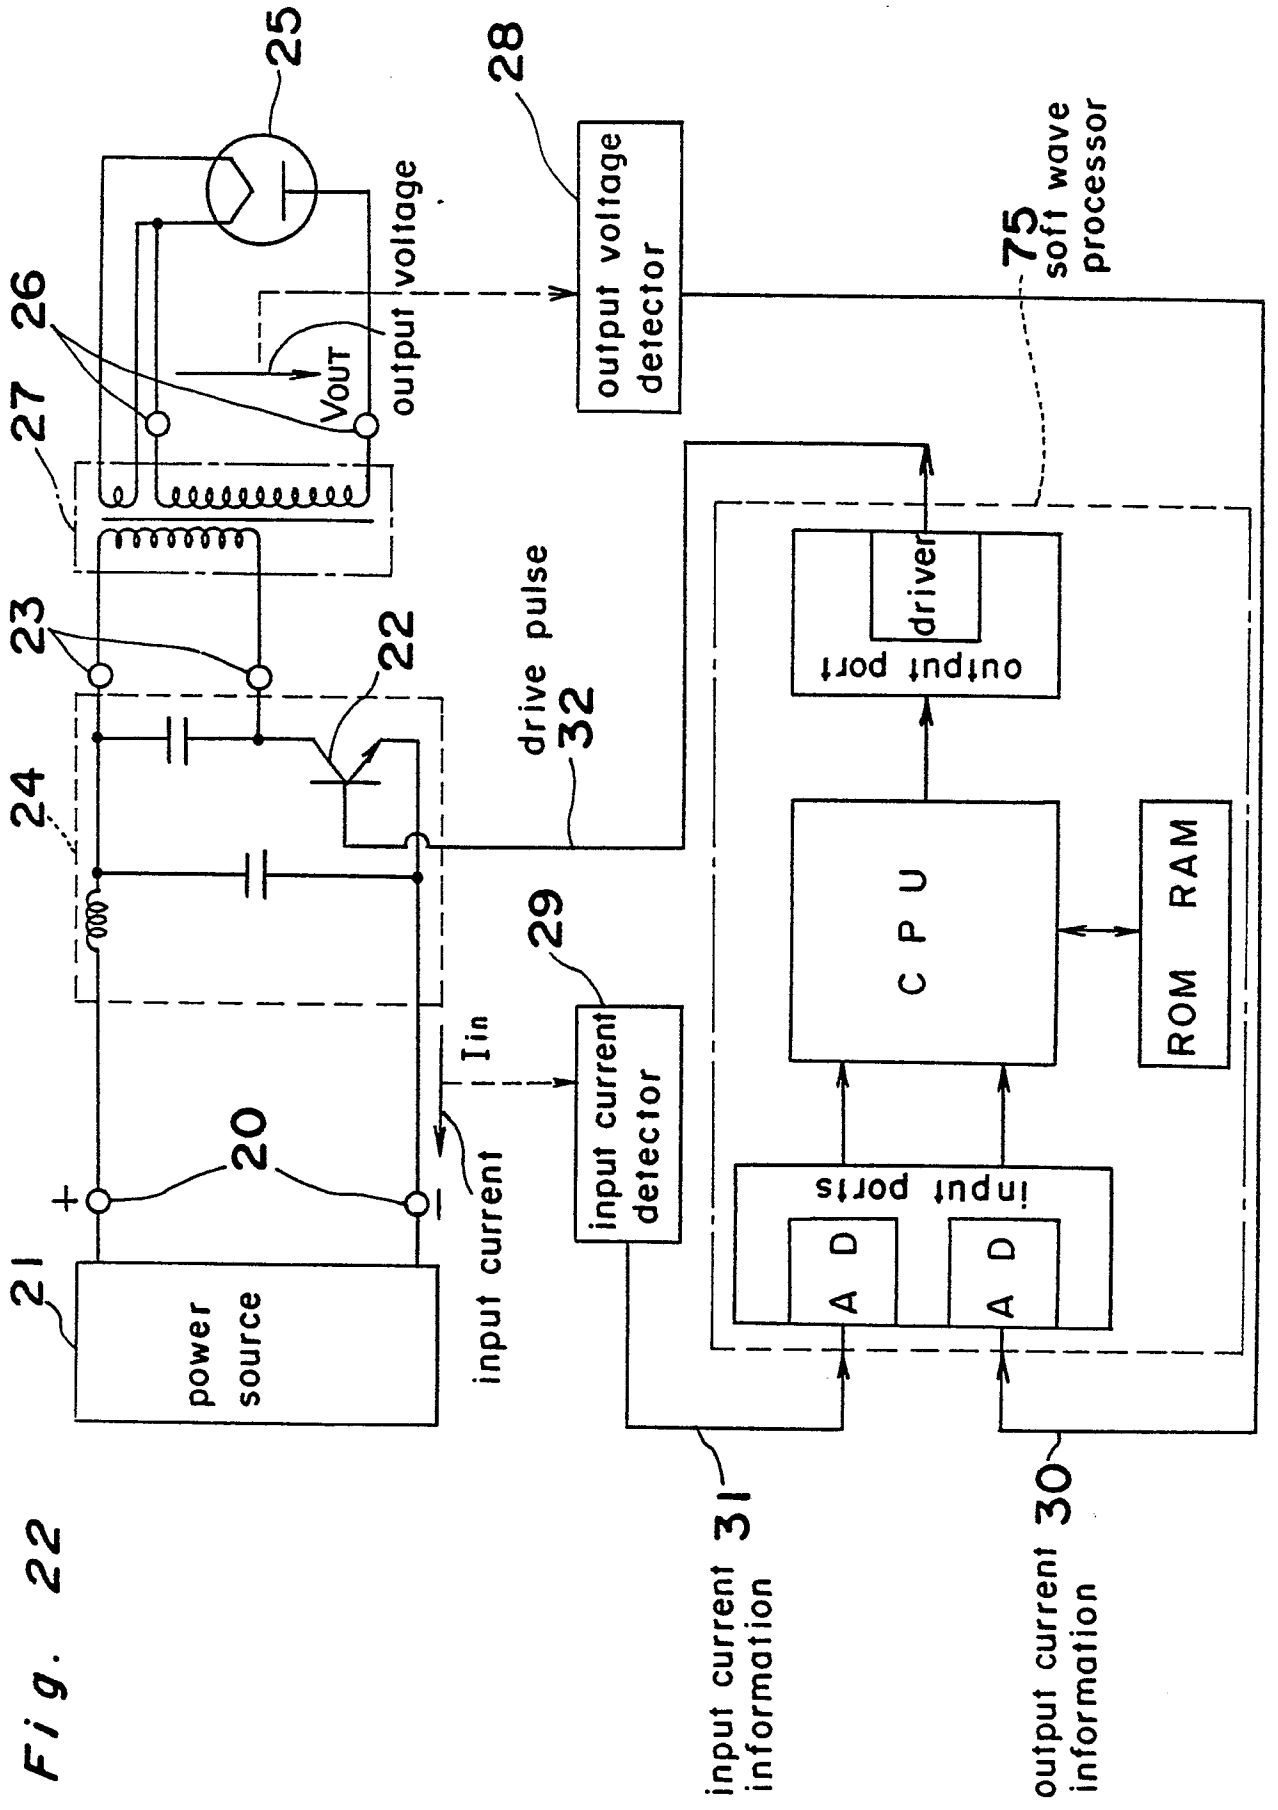 Fig. 22
21
power
source
+
−
20
input current
Iin
24
22
23
27
26
25
VOUT
output voltage
28
output voltage
detector
29
input current
detector
drive pulse
32
75
soft wave
processor
input ports
A D
A D
C P U
ROM RAM
output port
driver
31
input current
information
30
output current
information